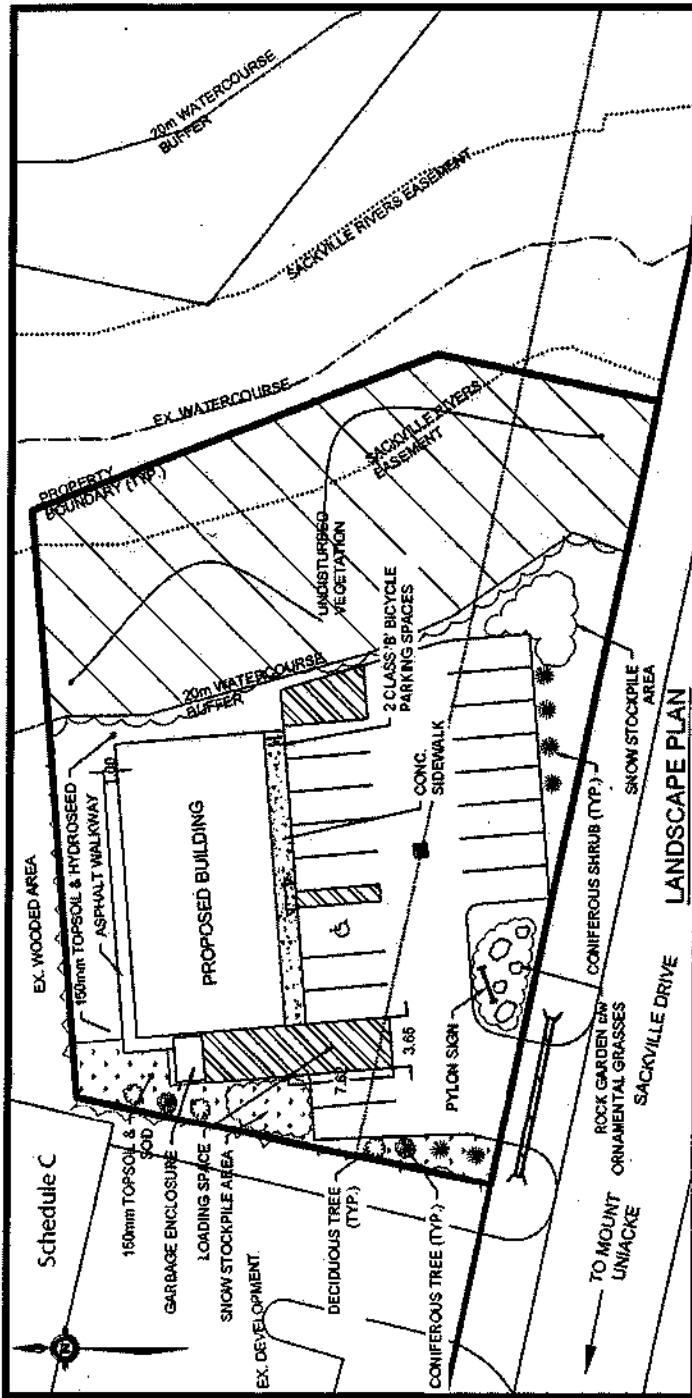 Schedule C
N
EX. WOODED AREA
150mm TOPSOIL & HYDROSEED
ASPHALT WALKWAY
1.00
PROPOSED BUILDING
150mm TOPSOIL &
SOD
GARBAGE ENCLOSURE
LOADING SPACE
SNOW STOCKPILE AREA
EX. DEVELOPMENT
DECIDUOUS TREE
(TYP.)
CONIFEROUS TREE (TYP.)
3.65
PYLON SIGN
ROCK GARDEN c/w
ORNAMENTAL GRASSES
TO MOUNT
UNIACKE
SACKVILLE DRIVE
CONIFEROUS SHRUB (TYP.)
SNOW STOCKPILE
AREA
CONC.
SIDEWALK
2 CLASS 'B' BICYCLE
PARKING SPACES
20m WATERCOURSE
BUFFER
UNDISTURBED
VEGETATION
PROPERTY
BOUNDARY (TYP.)
SACKVILLE RIVERS
EASEMENT
EX. WATERCOURSE
SACKVILLE RIVERS EASEMENT
20m WATERCOURSE
BUFFER
LANDSCAPE PLAN